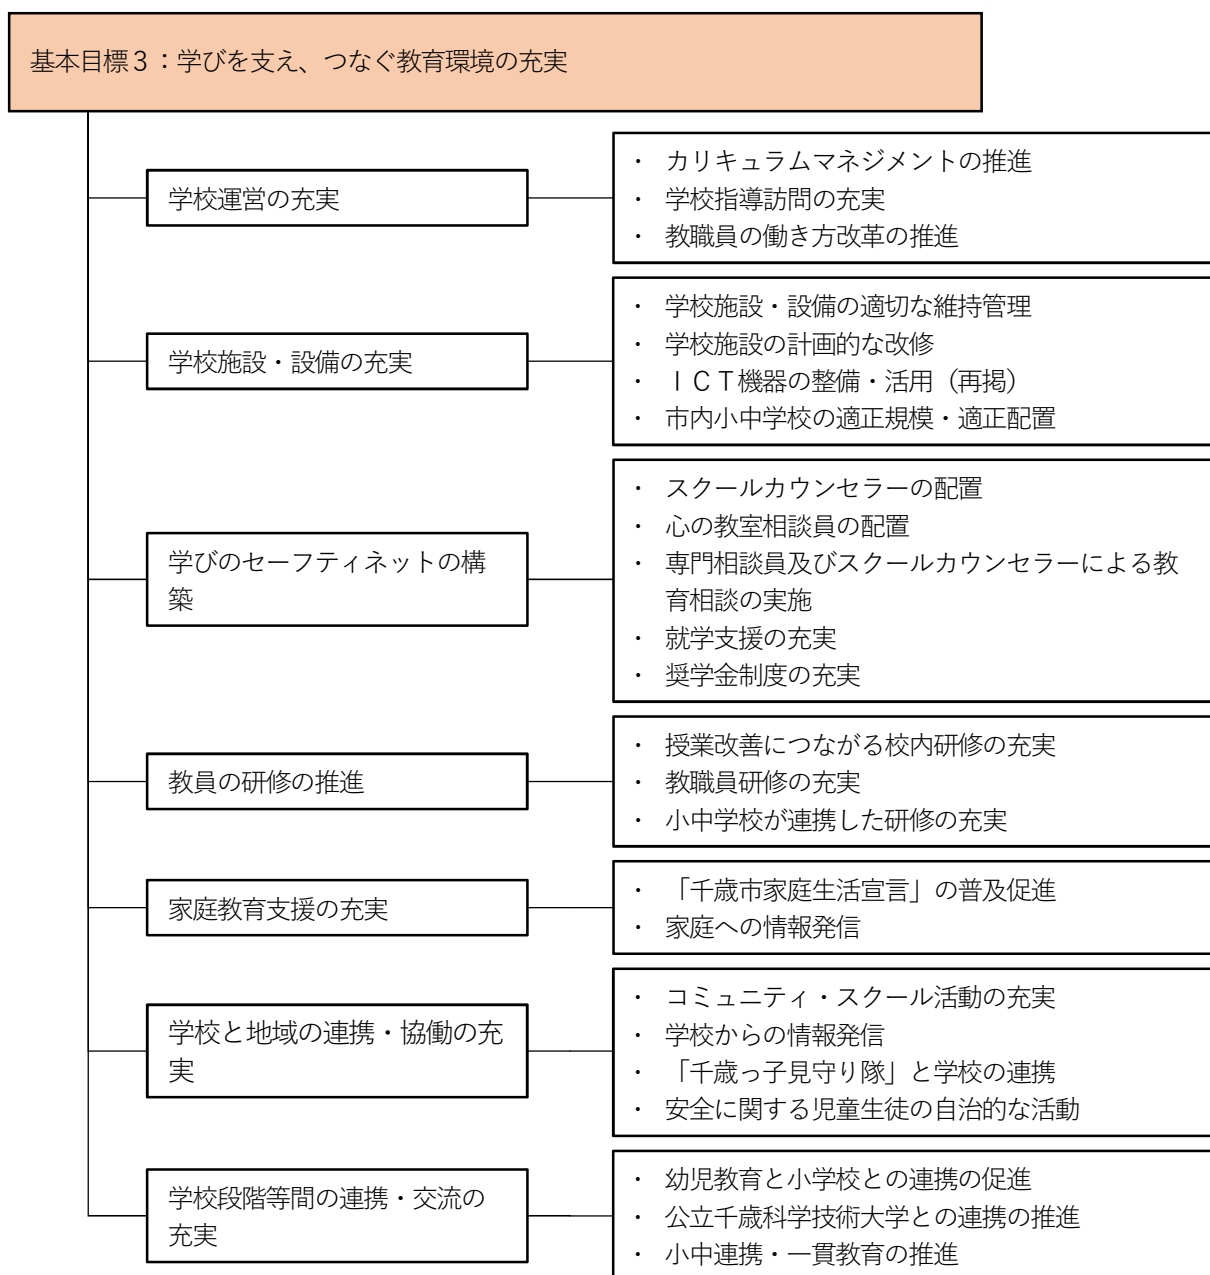 基本目標３：学びを支え、つなぐ教育環境の充実
学校運営の充実
・ カリキュラムマネジメントの推進
・ 学校指導訪問の充実
・ 教職員の働き方改革の推進
学校施設・設備の充実
・ 学校施設・設備の適切な維持管理
・ 学校施設の計画的な改修
・ ＩＣＴ機器の整備・活用（再掲）
・ 市内小中学校の適正規模・適正配置
学びのセーフティネットの構
築
・ スクールカウンセラーの配置
・ 心の教室相談員の配置
・ 専門相談員及びスクールカウンセラーによる教
育相談の実施
・ 就学支援の充実
・ 奨学金制度の充実
教員の研修の推進
・ 授業改善につながる校内研修の充実
・ 教職員研修の充実
・ 小中学校が連携した研修の充実
家庭教育支援の充実
・ 「千歳市家庭生活宣言」の普及促進
・ 家庭への情報発信
学校と地域の連携・協働の充
実
・ コミュニティ・スクール活動の充実
・ 学校からの情報発信
・ 「千歳っ子見守り隊」と学校の連携
・ 安全に関する児童生徒の自治的な活動
学校段階等間の連携・交流の
充実
・ 幼児教育と小学校との連携の促進
・ 公立千歳科学技術大学との連携の推進
・ 小中連携・一貫教育の推進